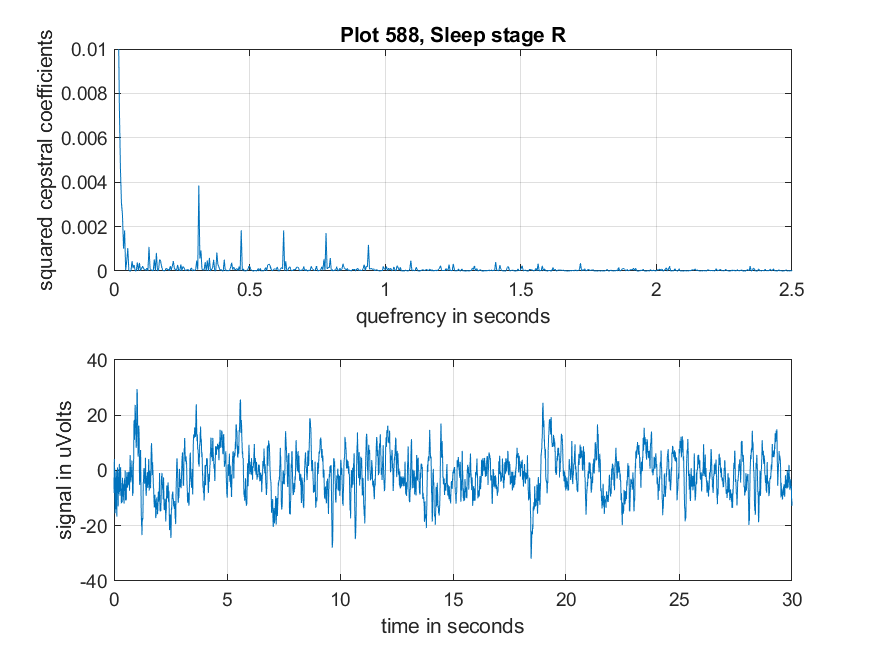 Plot 588, Sleep stage R
squared cepstral coefficients
0.01
0.008
0.006
0.004
0.002
0
0 0.5 1 1.5 2 2.5
quefrency in seconds
signal in uVolts
40
20
0
-20
-40
0 5 10 15 20 25 30
time in seconds